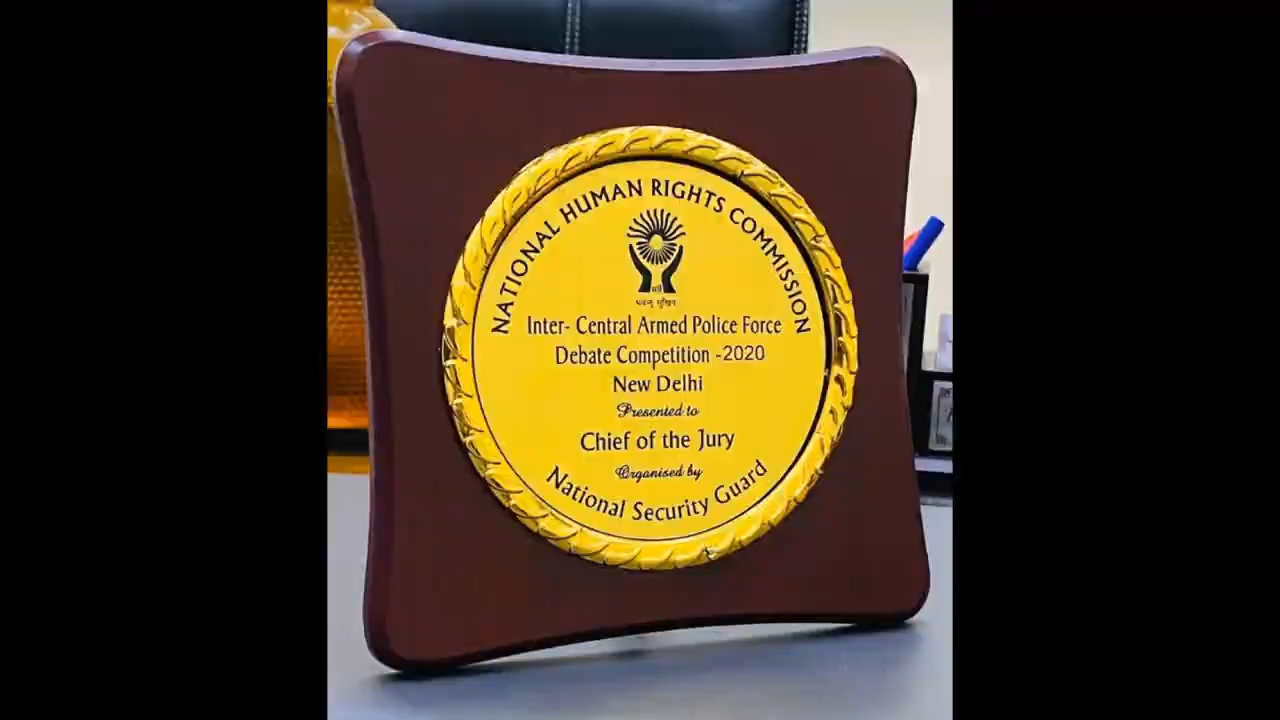 NATIONAL HUMAN RIGHTS COMMISSION
Inter- Central Armed Police Force
Debate Competition -2020
New Delhi
Presented to
Chief of the Jury
Organised by
National Security Guard